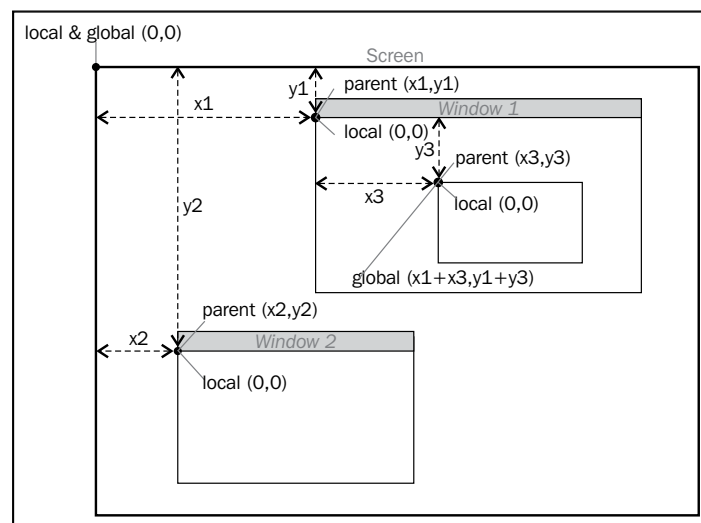 local & global (0,0)
Screen
y1
parent (x1,y1)
x1
Window 1
local (0,0)
y3
parent (x3,y3)
x3
local (0,0)
y2
global (x1+x3,y1+y3)
parent (x2,y2)
x2
Window 2
local (0,0)